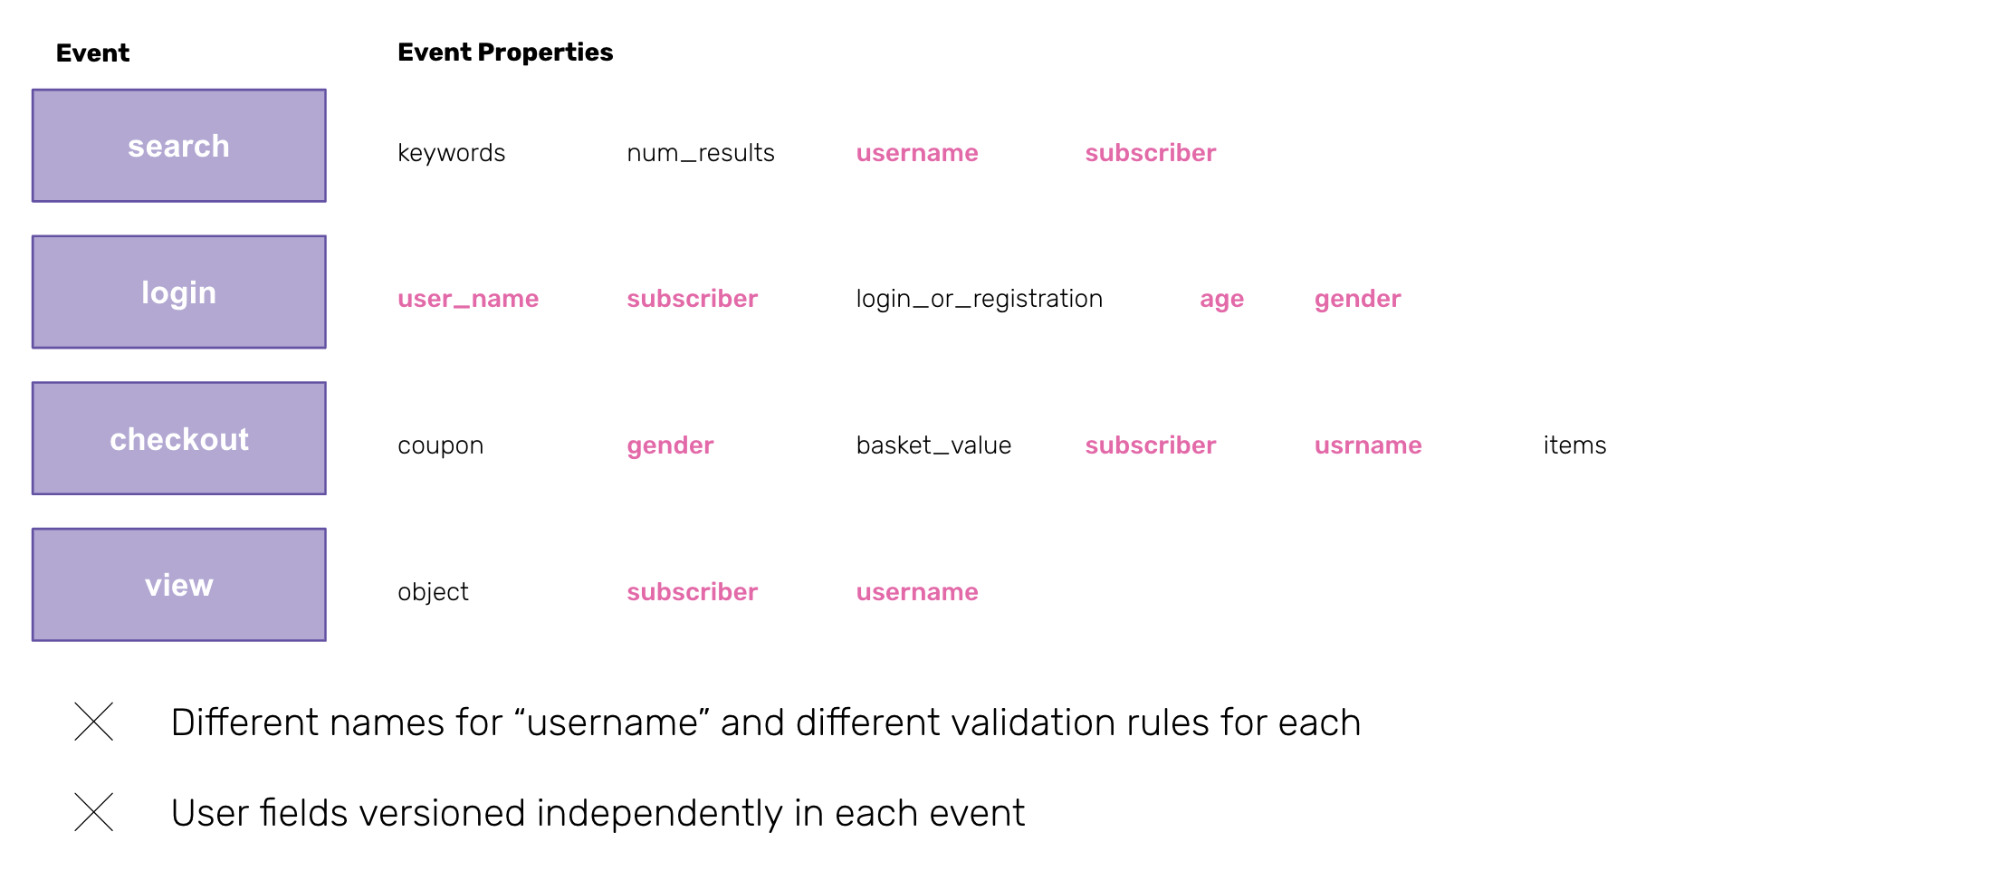 Event Event Properties
search keywords num_results username subscriber
login user_name subscriber login_or_registration age gender
checkout coupon gender basket_value subscriber usrname items
view object subscriber username
Different names for “username” and different validation rules for each
User fields versioned independently in each event